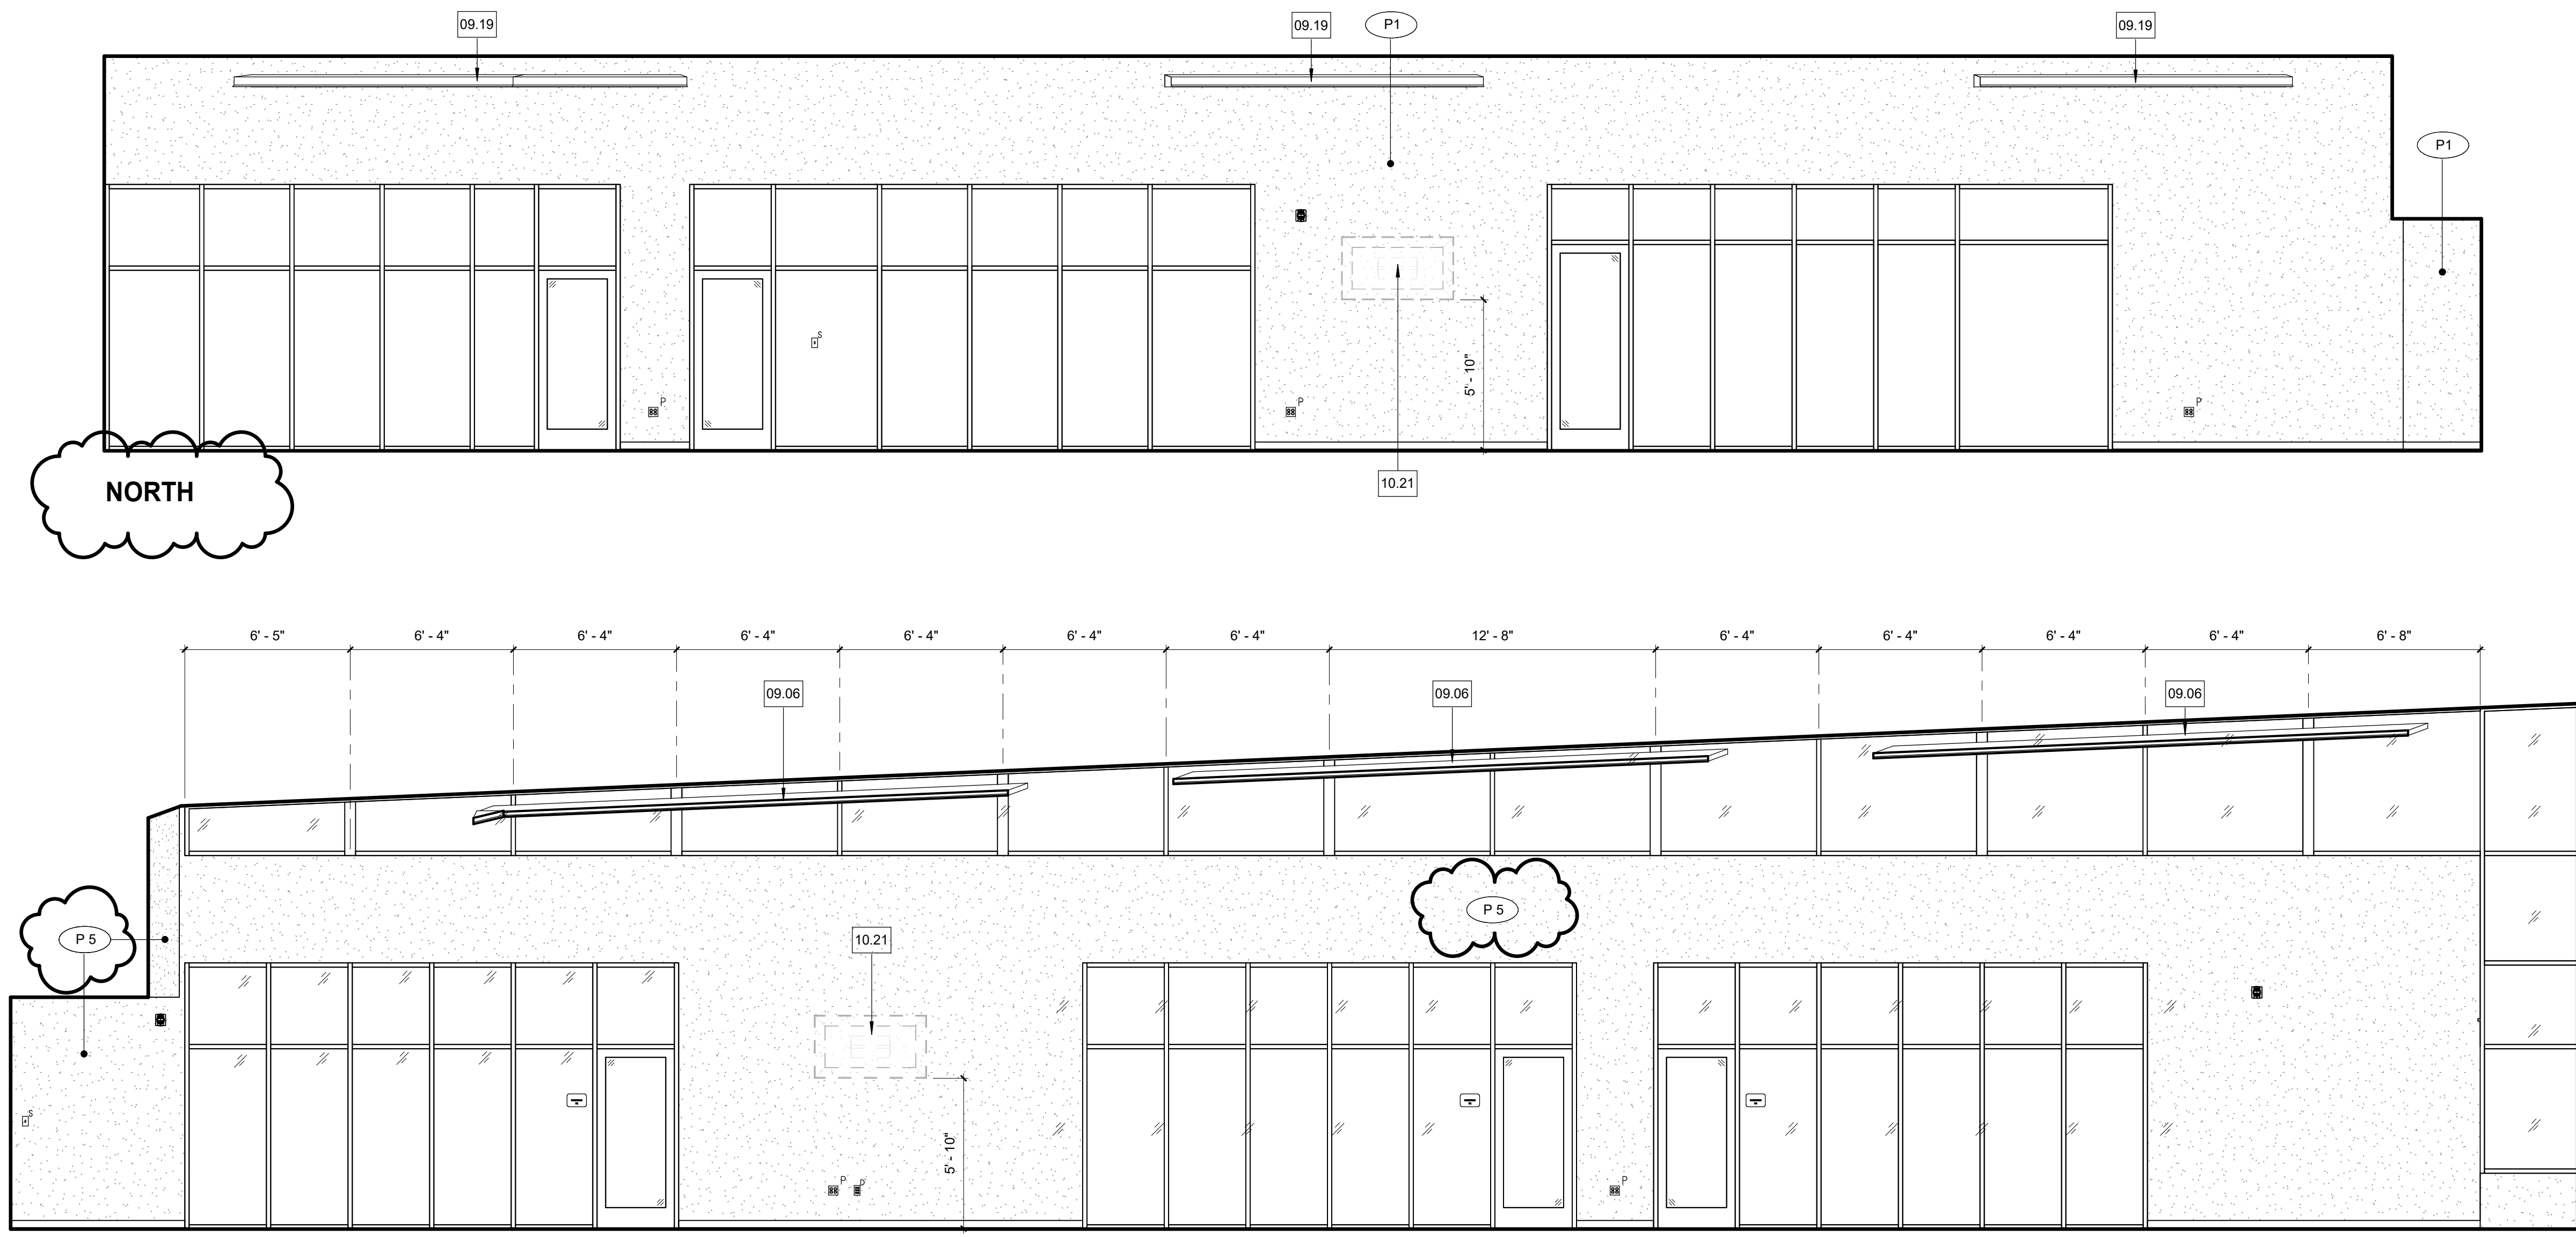 09.19
09.19
P1
09.19
P1
S
5' - 10"
P
P
P
NORTH
10.21
6' - 5"
6' - 4"
6' - 4"
6' - 4"
6' - 4"
6' - 4"
6' - 4"
12' - 8"
6' - 4"
6' - 4"
6' - 4"
6' - 4"
6' - 8"
09.06
09.06
09.06
P 5
P 5
10.21
S
5' - 10"
P
D
P